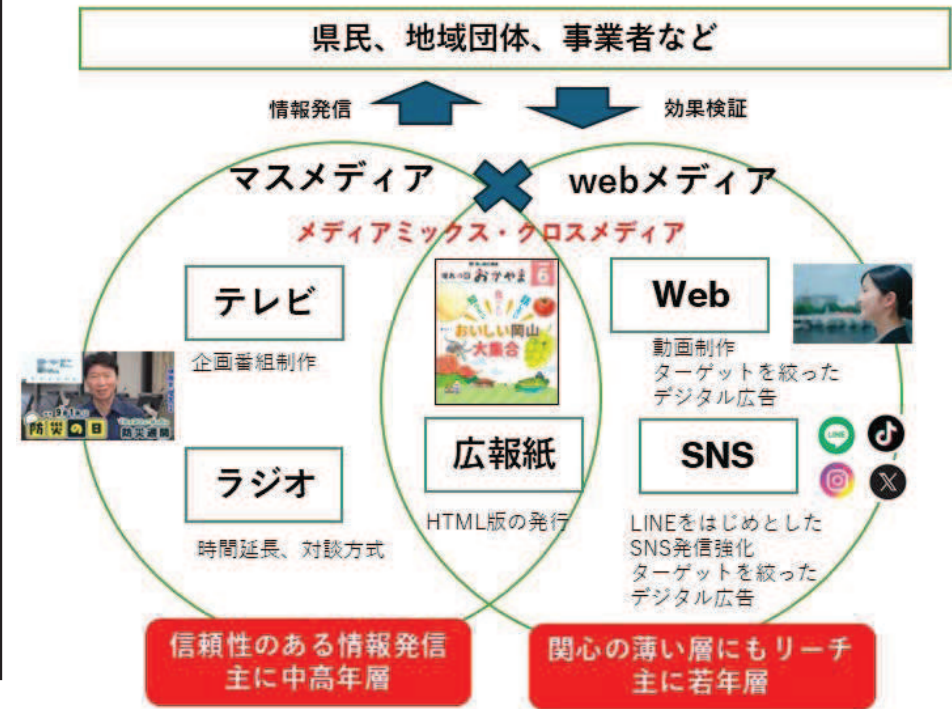 県民、地域団体、事業者など
情報発信
効果検証
マスメディア
webメディア
メディアミックス・クロスメディア
テレビ
企画番組制作
防災の日
防災週間
ラジオ
時間延長、対談方式
おかやま
6
おいしい岡山
大集合
広報紙
HTML版の発行
Web
動画制作
ターゲットを絞った
デジタル広告
SNS
LINE
LINEをはじめとした
SNS発信強化
ターゲットを絞った
デジタル広告
信頼性のある情報発信
主に中高年層
関心の薄い層にもリーチ
主に若年層